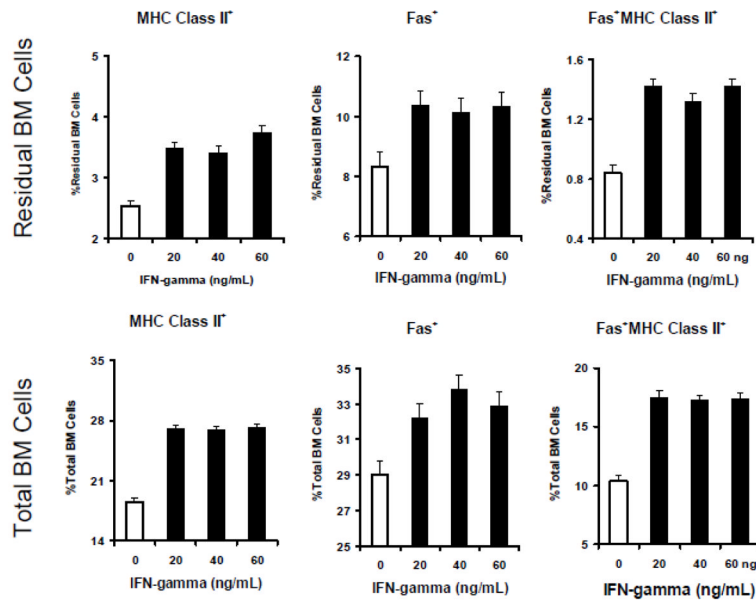 MHC Class II+
Fas+
Fas+MHC Class II+
Residual BM Cells
%Residual BM Cells
5
4
3
2
0 20 40 60
IFN-gamma (ng/mL)
%Residual BM Cells
12
10
8
6
0 20 40 60
IFN-gamma (ng/mL)
%Residual BM Cells
1.6
1.2
0.8
0.4
0 20 40 60 ng
IFN-gamma (ng/mL)
MHC Class II+
Fas+
Fas+MHC Class II+
Total BM Cells
%Total BM Cells
35
28
21
14
0 20 40 60
IFN-gamma (ng/mL)
%Total BM Cells
35
33
31
29
27
25
0 20 40 60
IFN-gamma (ng/mL)
%Total BM Cells
20
15
10
5
0 20 40 60 ng
IFN-gamma (ng/mL)